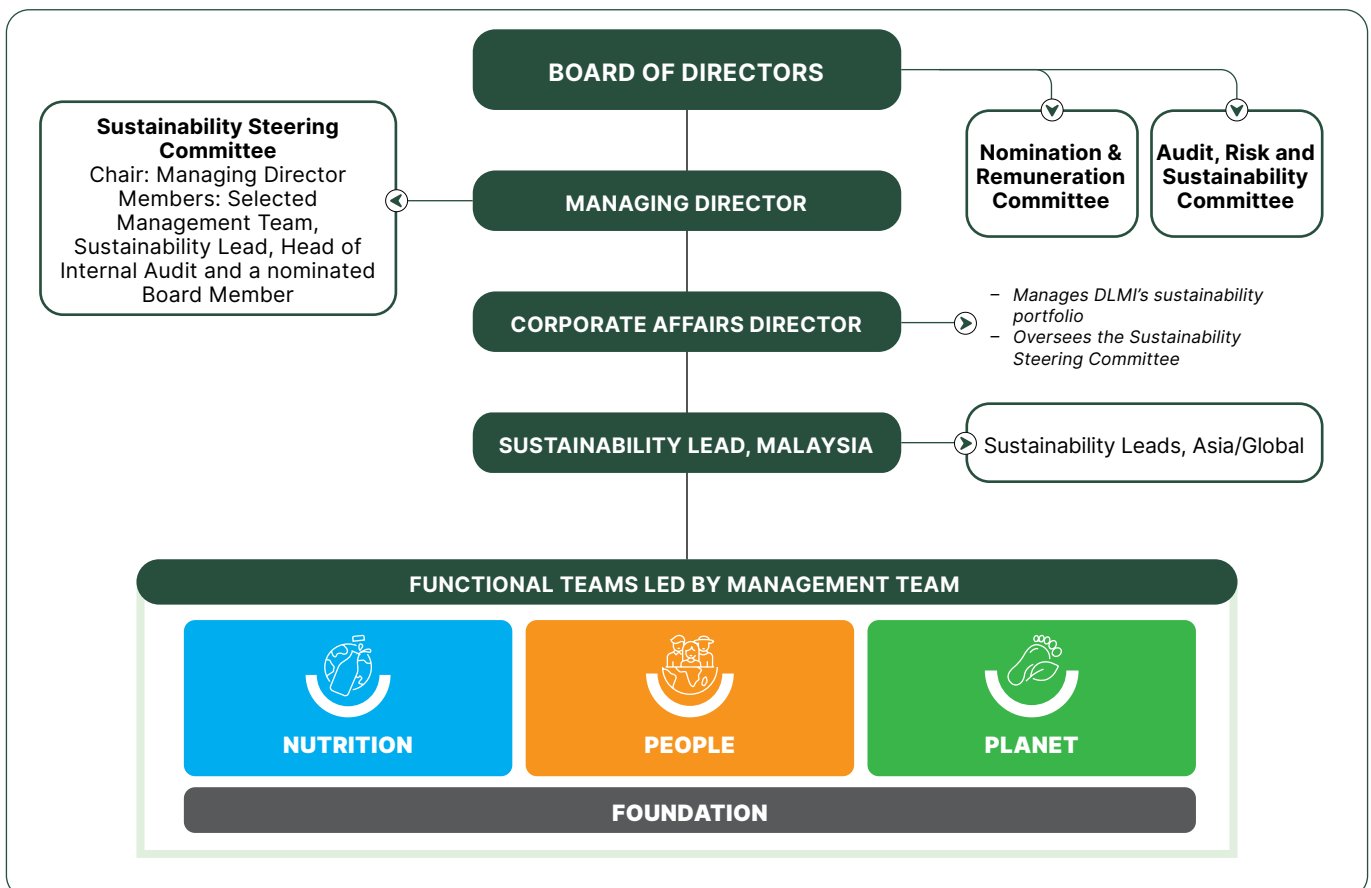 BOARD OF DIRECTORS
Sustainability Steering
Committee
Chair: Managing Director
Members: Selected
Management Team,
Sustainability Lead, Head of
Internal Audit and a nominated
Board Member
Nomination &
Remuneration
Committee
Audit, Risk and
Sustainability
Committee
MANAGING DIRECTOR
CORPORATE AFFAIRS DIRECTOR
– Manages DLMI’s sustainability
portfolio
– Oversees the Sustainability
Steering Committee
SUSTAINABILITY LEAD, MALAYSIA
Sustainability Leads, Asia/Global
FUNCTIONAL TEAMS LED BY MANAGEMENT TEAM
NUTRITION
PEOPLE
PLANET
FOUNDATION